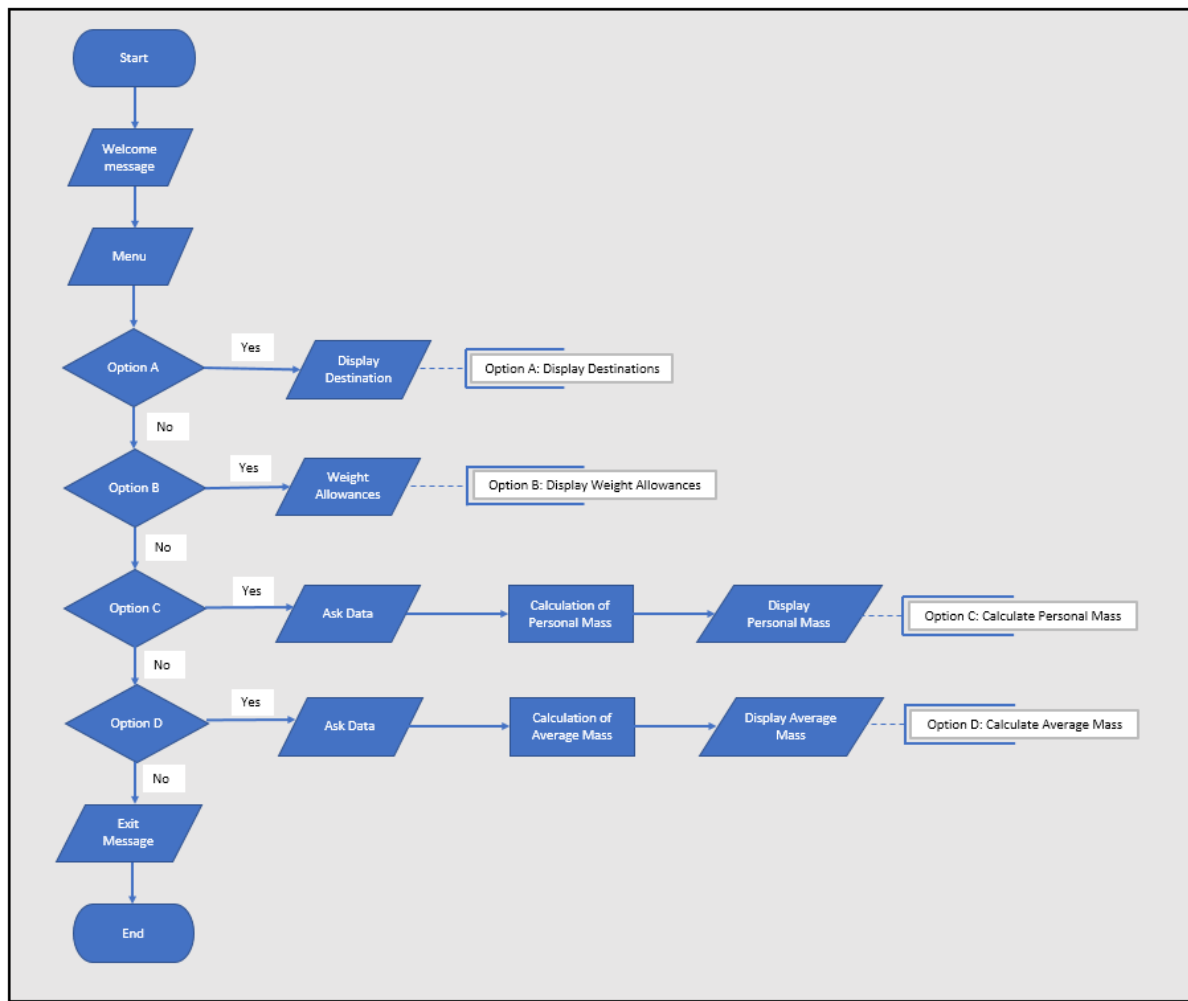 Start
Welcome
message
Menu
Option A
Yes
Display
Destination
Option A: Display Destinations
No
Option B
Yes
Weight
Allowances
Option B: Display Weight Allowances
No
Option C
Yes
Ask Data
Calculation of
Personal Mass
Display
Personal Mass
Option C: Calculate Personal Mass
No
Option D
Yes
Ask Data
Calculation of
Average Mass
Display Average
Mass
Option D: Calculate Average Mass
No
Exit
Message
End